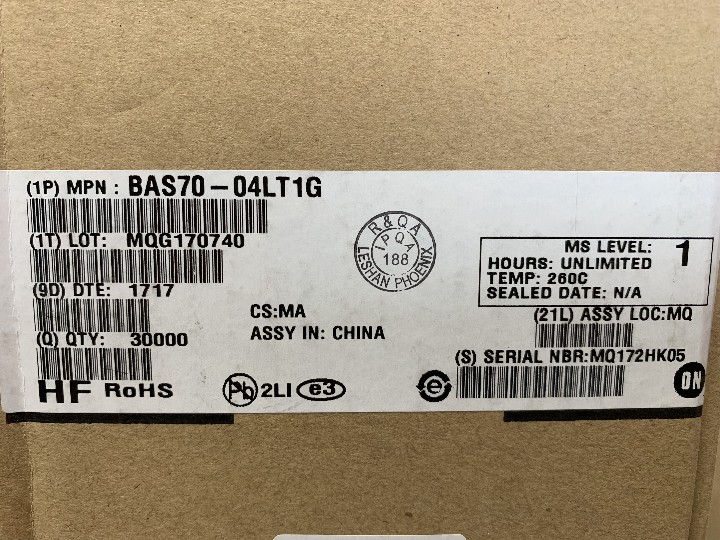 (1P) MPN : BAS70-04LT1G
(1T) LOT: MQG170740
(9D) DTE: 1717
(Q) QTY: 30000
HF RoHS
Pb 2LI e3
CS:MA
ASSY IN: CHINA
R&QA
IPQA
188
LESHAN PHOENIX
MS LEVEL: 1
HOURS: UNLIMITED
TEMP: 260C
SEALED DATE: N/A
(21L) ASSY LOC:MQ
(S) SERIAL NBR:MQ172HK05
e
ON